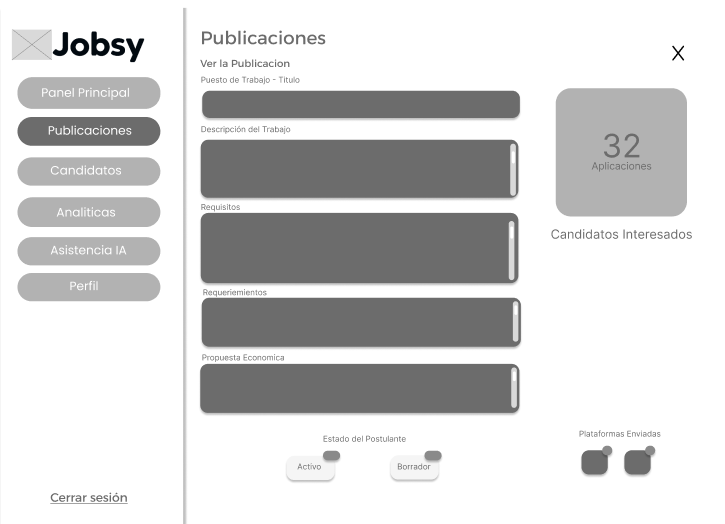 Jobsy
Panel Principal
Publicaciones
Candidatos
Analíticas
Asistencia IA
Perfil
Cerrar sesión
Publicaciones
Ver la Publicacion
X
Puesto de Trabajo - Titulo
Descripción del Trabajo
Requisitos
Requeriemientos
Propuesta Economica
32
Aplicaciones
Candidatos Interesados
Estado del Postulante
Activo
Borrador
Plataformas Enviadas